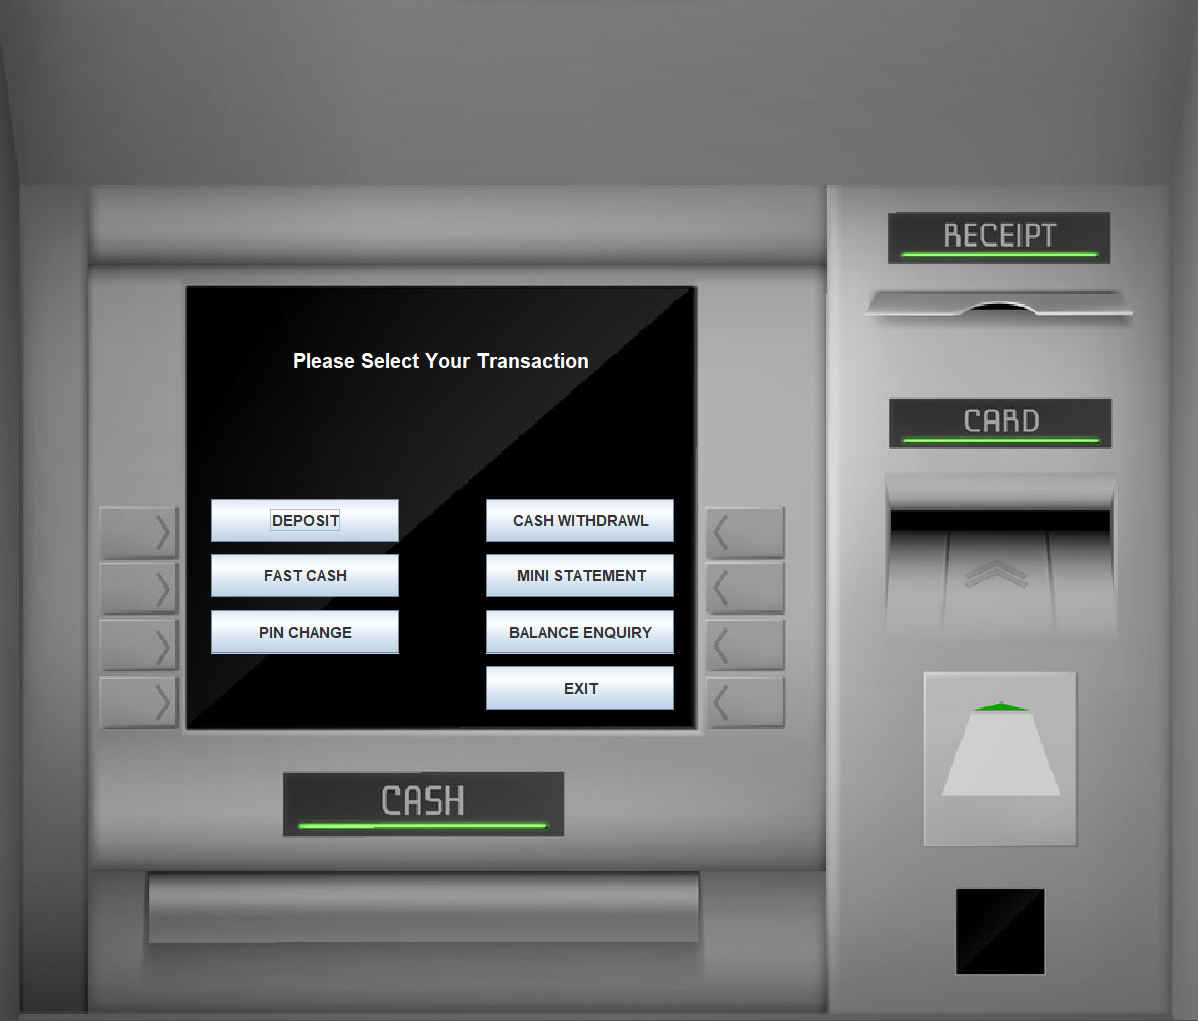 RECEIPT
Please Select Your Transaction
CARD
DEPOSIT
CASH WITHDRAWL
FAST CASH
MINI STATEMENT
PIN CHANGE
BALANCE ENQUIRY
EXIT
CASH